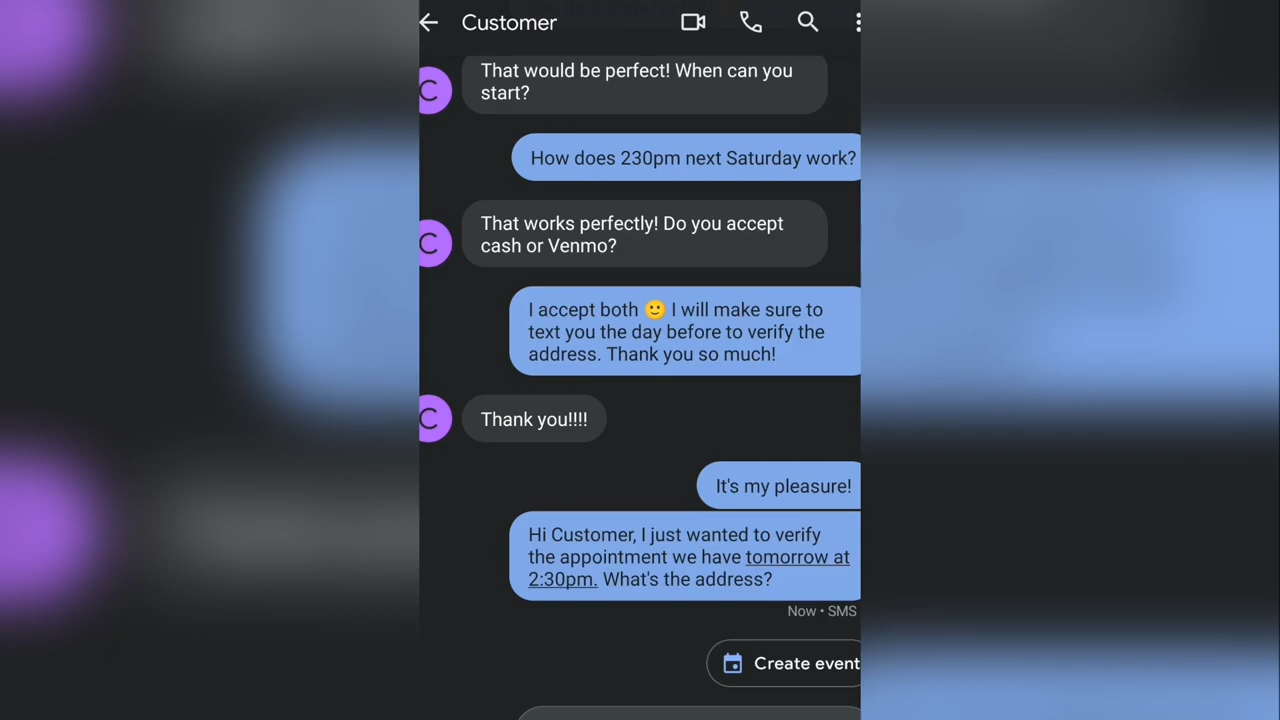 Customer
That would be perfect! When can you
start?
How does 230pm next Saturday work?
That works perfectly! Do you accept
cash or Venmo?
I accept both 🙂 I will make sure to
text you the day before to verify the
address. Thank you so much!
Thank you!!!!
It's my pleasure!
Hi Customer, I just wanted to verify
the appointment we have tomorrow at
2:30pm. What's the address?
Now • SMS
Create event
C
C
C